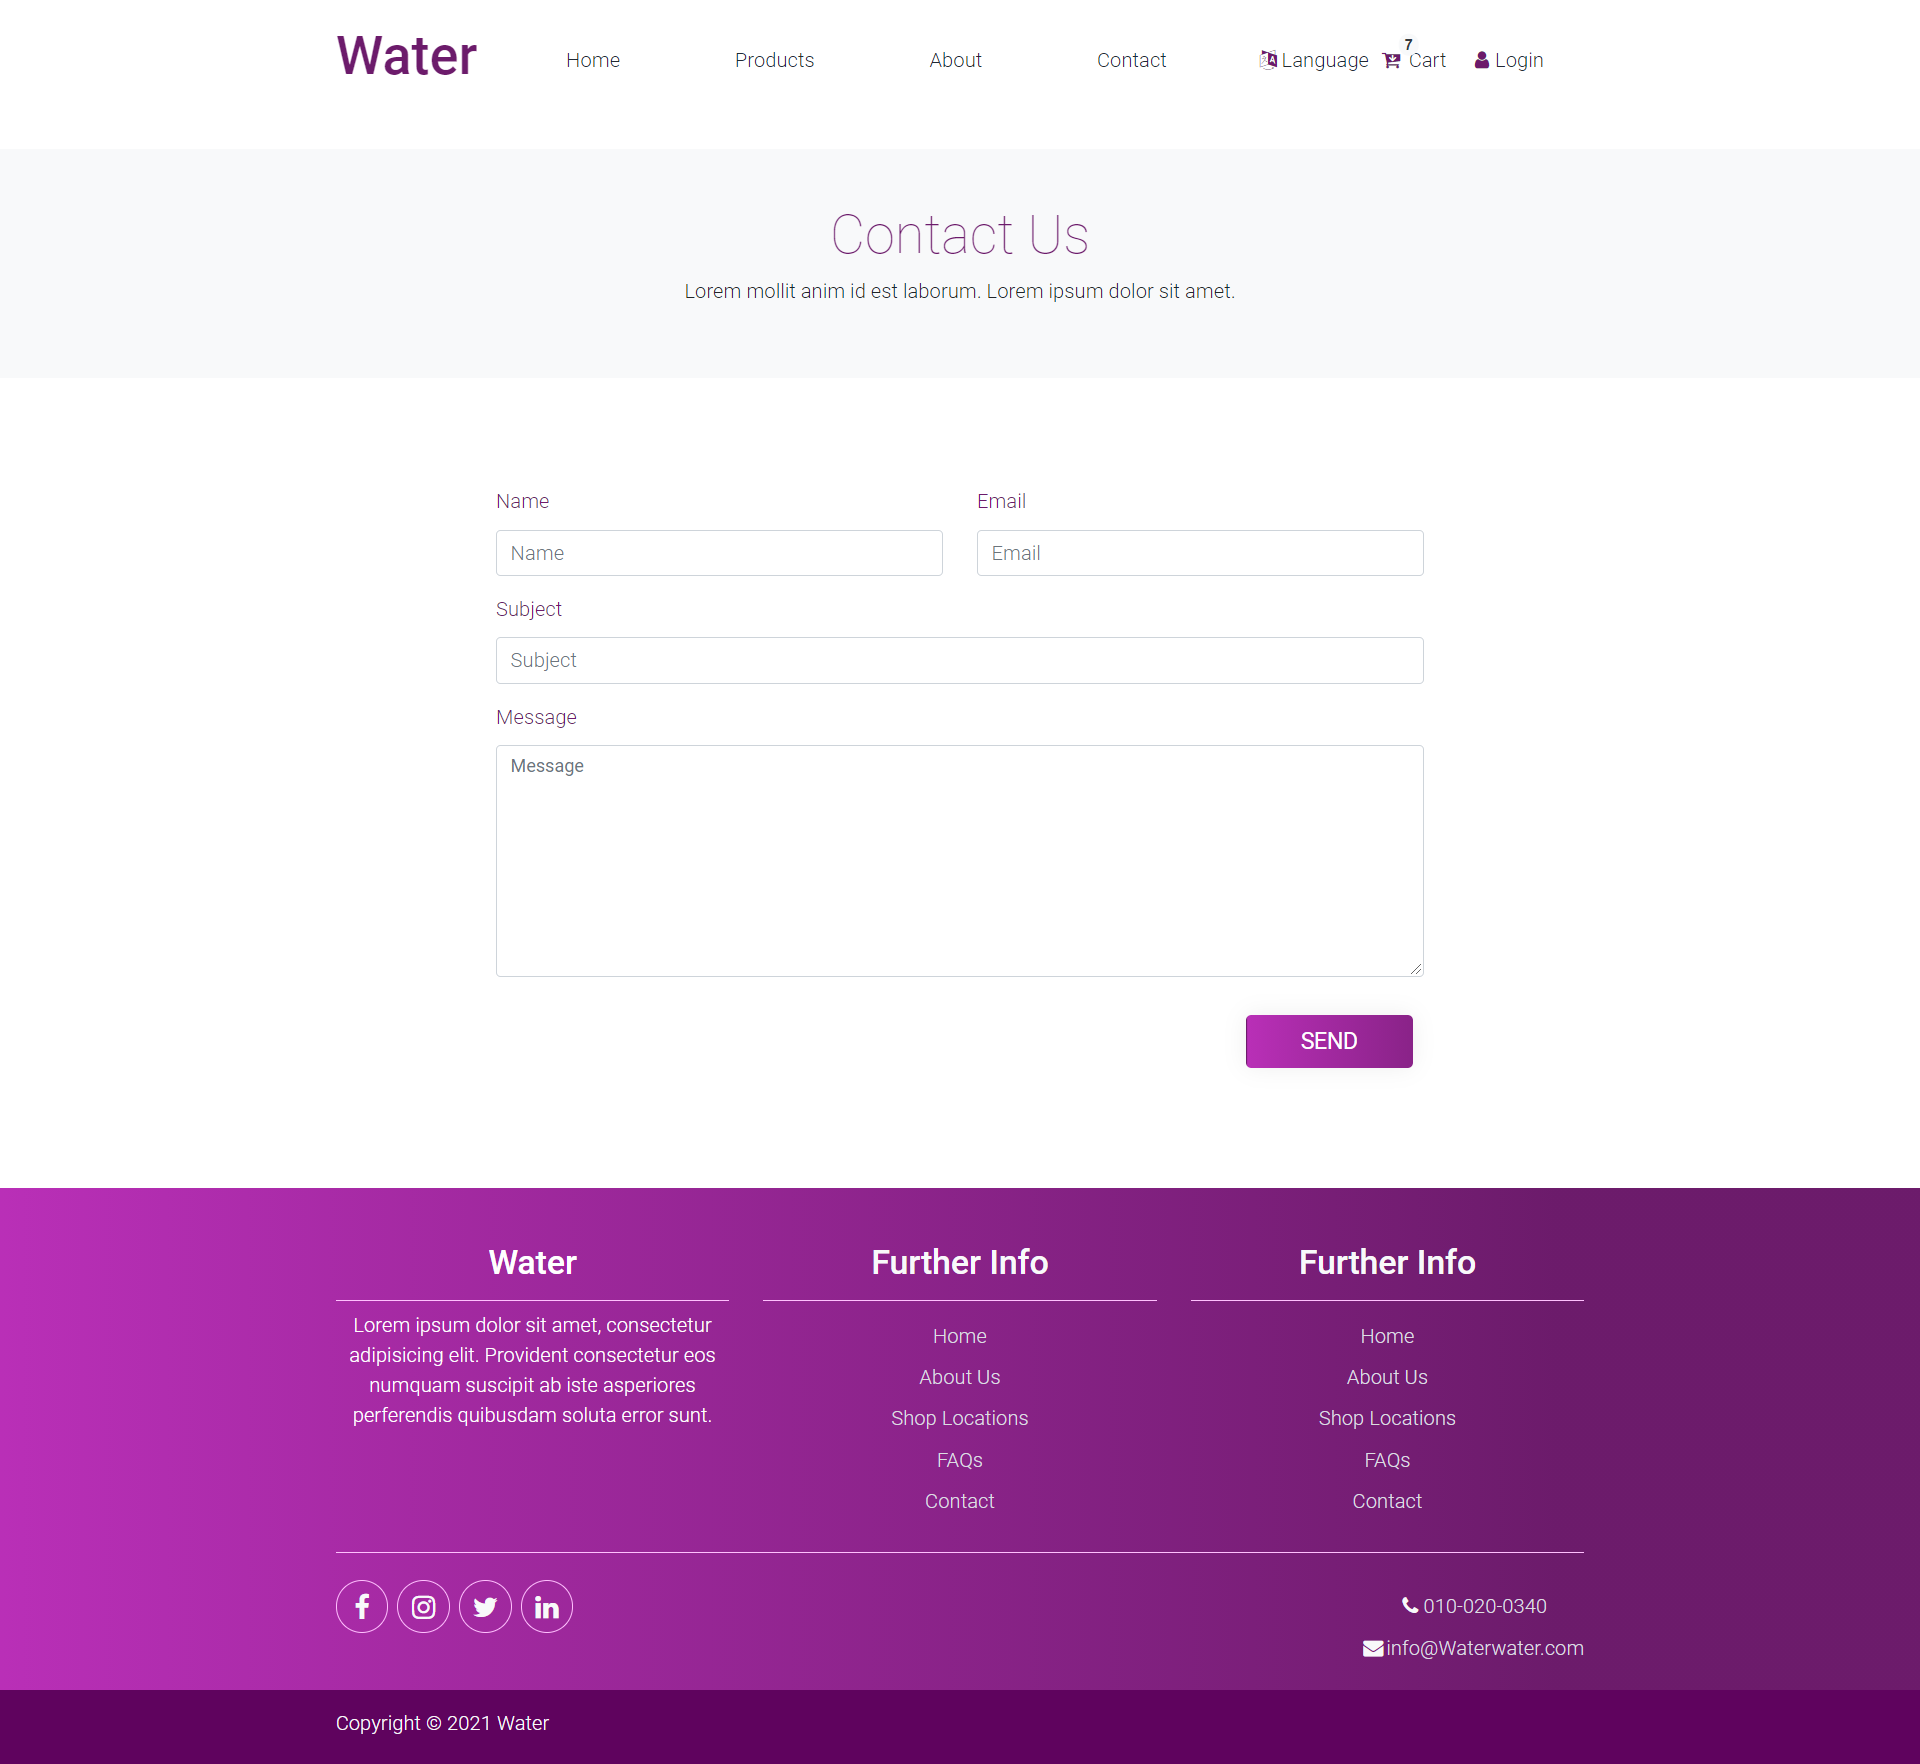 Water
Home
Products
About
Contact
Language
7
Cart
Login
Contact Us
Lorem mollit anim id est laborum. Lorem ipsum dolor sit amet.
Name
Email
Name
Email
Subject
Subject
Message
Message
SEND
Water
Lorem ipsum dolor sit amet, consectetur
adipisicing elit. Provident consectetur eos
numquam suscipit ab iste asperiores
perferendis quibusdam soluta error sunt.
Further Info
Home
About Us
Shop Locations
FAQs
Contact
Further Info
Home
About Us
Shop Locations
FAQs
Contact
010-020-0340
info@Waterwater.com
Copyright © 2021 Water